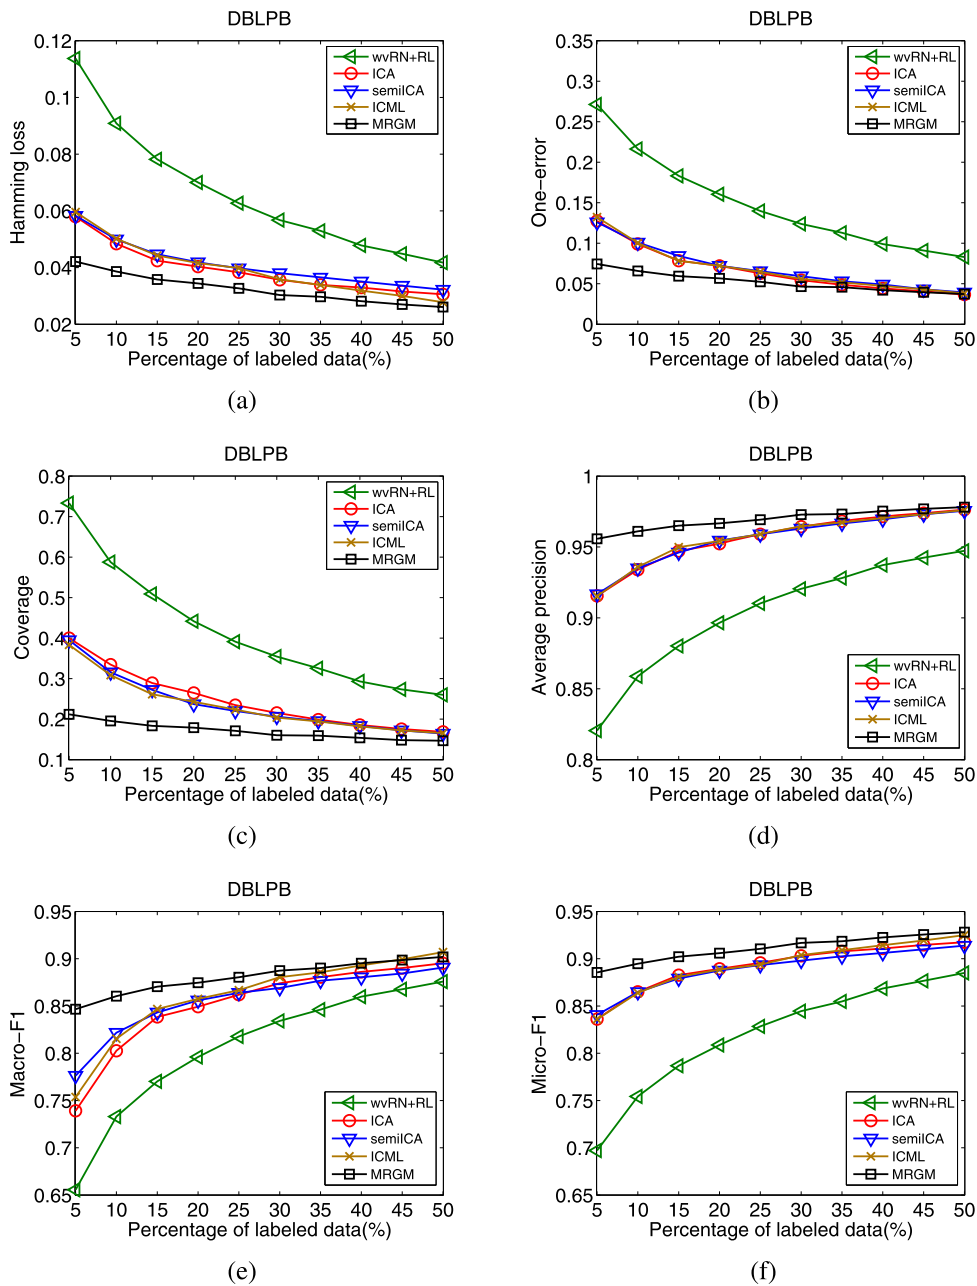 DBLPB
0.12
0.1
0.08
0.06
0.04
0.02
Hamming loss
wvRN+RL
ICA
semiICA
ICML
MRGM
5 10 15 20 25 30 35 40 45 50
Percentage of labeled data(%)
(a)
DBLPB
0.35
0.3
0.25
0.2
0.15
0.1
0.05
0
One-error
wvRN+RL
ICA
semiICA
ICML
MRGM
5 10 15 20 25 30 35 40 45 50
Percentage of labeled data(%)
(b)
DBLPB
0.8
0.7
0.6
0.5
0.4
0.3
0.2
0.1
Coverage
wvRN+RL
ICA
semiICA
ICML
MRGM
5 10 15 20 25 30 35 40 45 50
Percentage of labeled data(%)
(c)
DBLPB
1
0.95
0.9
0.85
0.8
Average precision
wvRN+RL
ICA
semiICA
ICML
MRGM
5 10 15 20 25 30 35 40 45 50
Percentage of labeled data(%)
(d)
DBLPB
0.95
0.9
0.85
0.8
0.75
0.7
0.65
Macro-F1
wvRN+RL
ICA
semiICA
ICML
MRGM
5 10 15 20 25 30 35 40 45 50
Percentage of labeled data(%)
(e)
DBLPB
0.95
0.9
0.85
0.8
0.75
0.7
0.65
Micro-F1
wvRN+RL
ICA
semiICA
ICML
MRGM
5 10 15 20 25 30 35 40 45 50
Percentage of labeled data(%)
(f)